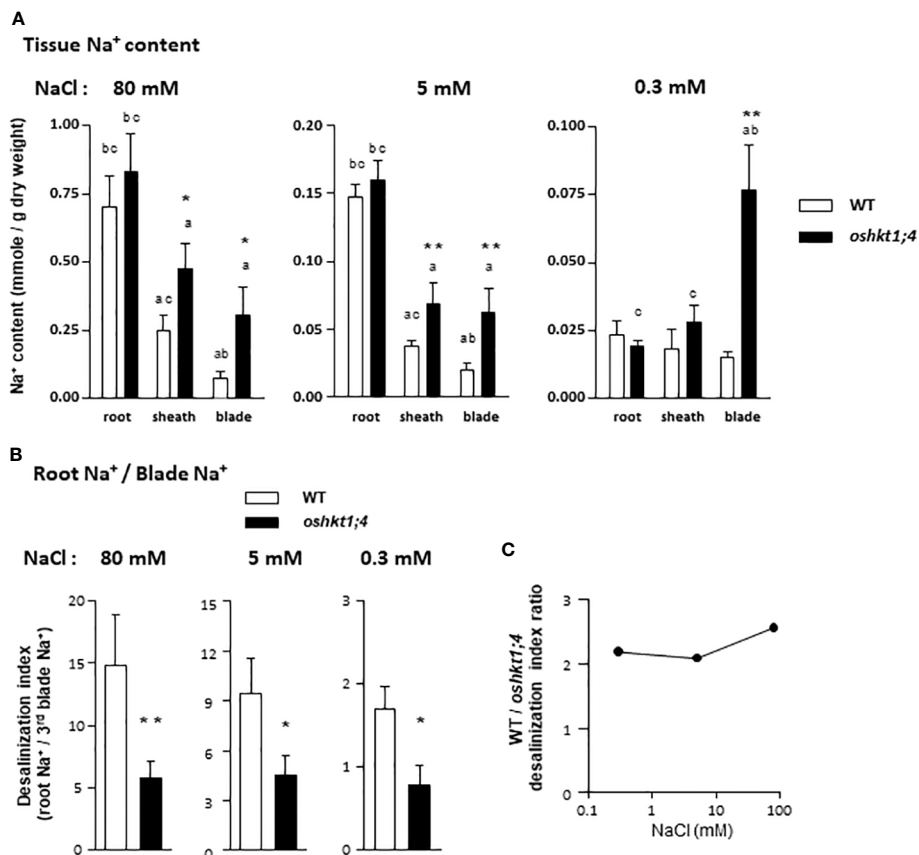 A
Tissue Na⁺ content
NaCl : 80 mM 5 mM 0.3 mM
Na⁺ content (mmole / g dry weight)
1.00
0.75
0.50
0.25
0.00
bc bc
*
a
ac
*
a
ab
root sheath blade
0.20
0.15
0.10
0.05
0.00
bc bc
**
a
ac
**
a
ab
root sheath blade
0.100
0.075
0.050
0.025
0.000
**
ab
c c
root sheath blade
WT
oshkt1;4
B
Root Na⁺ / Blade Na⁺
WT
oshkt1;4
NaCl : 80 mM 5 mM 0.3 mM
Desalinization index
(root Na⁺ / 3ʳᵈ blade Na⁺)
20
15
10
5
0
**
15
12
9
6
3
0
*
3
2
1
0
*
C
WT / oshkt1;4
desalinization index ratio
3
2
1
0
0.1 1 10 100
NaCl (mM)